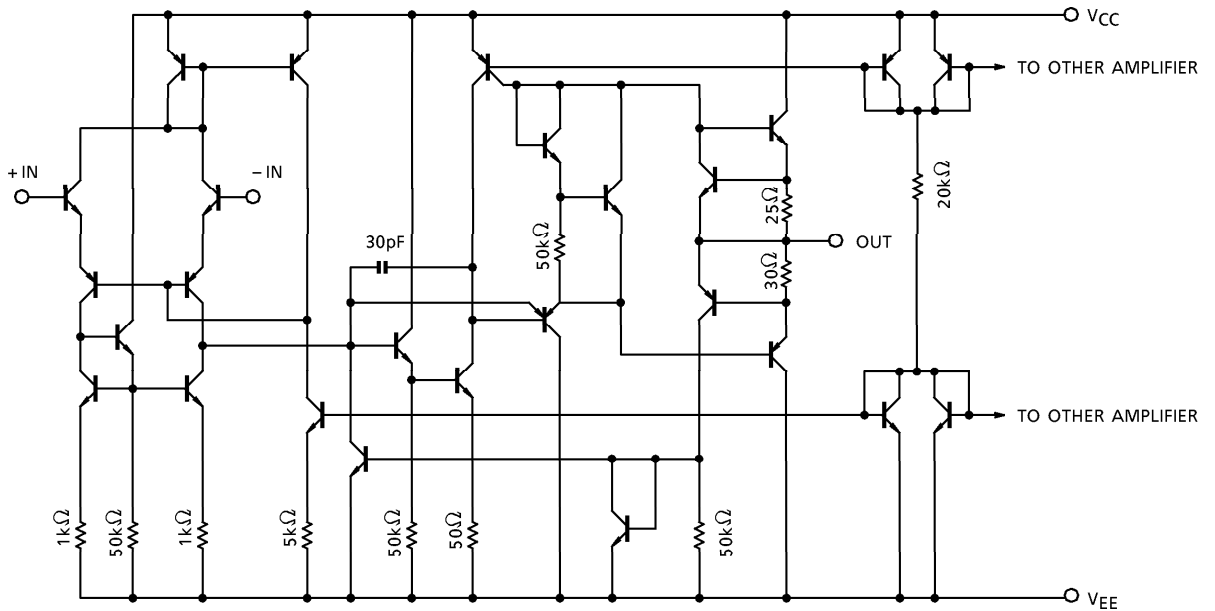 VCC
TO OTHER AMPLIFIER
+ IN
− IN
20kΩ
25Ω
30pF
50kΩ
OUT
30Ω
TO OTHER AMPLIFIER
1kΩ
50kΩ
1kΩ
5kΩ
50kΩ
50Ω
50kΩ
VEE